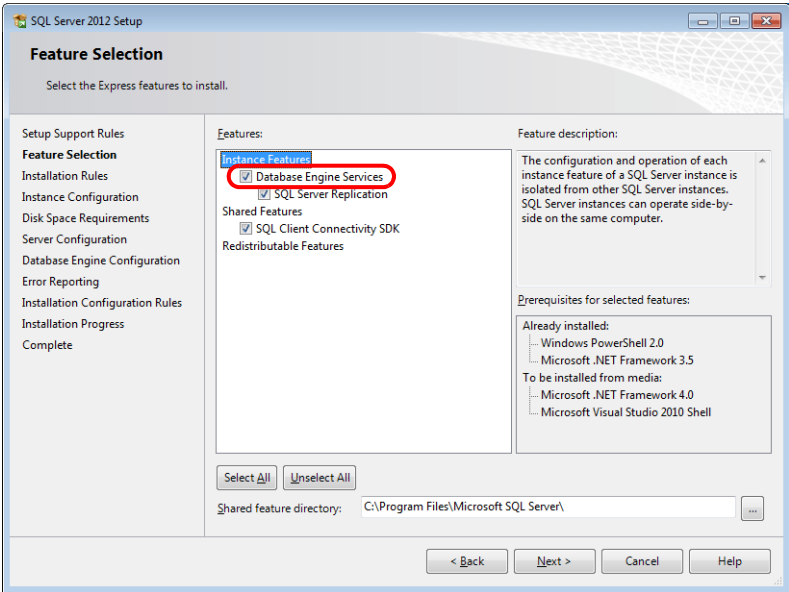 SQL Server 2012 Setup
Feature Selection
Select the Express features to install.
Setup Support Rules
Feature Selection
Installation Rules
Instance Configuration
Disk Space Requirements
Server Configuration
Database Engine Configuration
Error Reporting
Installation Configuration Rules
Installation Progress
Complete
Features:
Instance Features
Database Engine Services
SQL Server Replication
Shared Features
SQL Client Connectivity SDK
Redistributable Features
Feature description:
The configuration and operation of each
instance feature of a SQL Server instance is
isolated from other SQL Server instances.
SQL Server instances can operate side-by-
side on the same computer.
Prerequisites for selected features:
Already installed:
Windows PowerShell 2.0
Microsoft .NET Framework 3.5
To be installed from media:
Microsoft .NET Framework 4.0
Microsoft Visual Studio 2010 Shell
Select All
Unselect All
Shared feature directory:
C:\Program Files\Microsoft SQL Server\
...
< Back
Next >
Cancel
Help